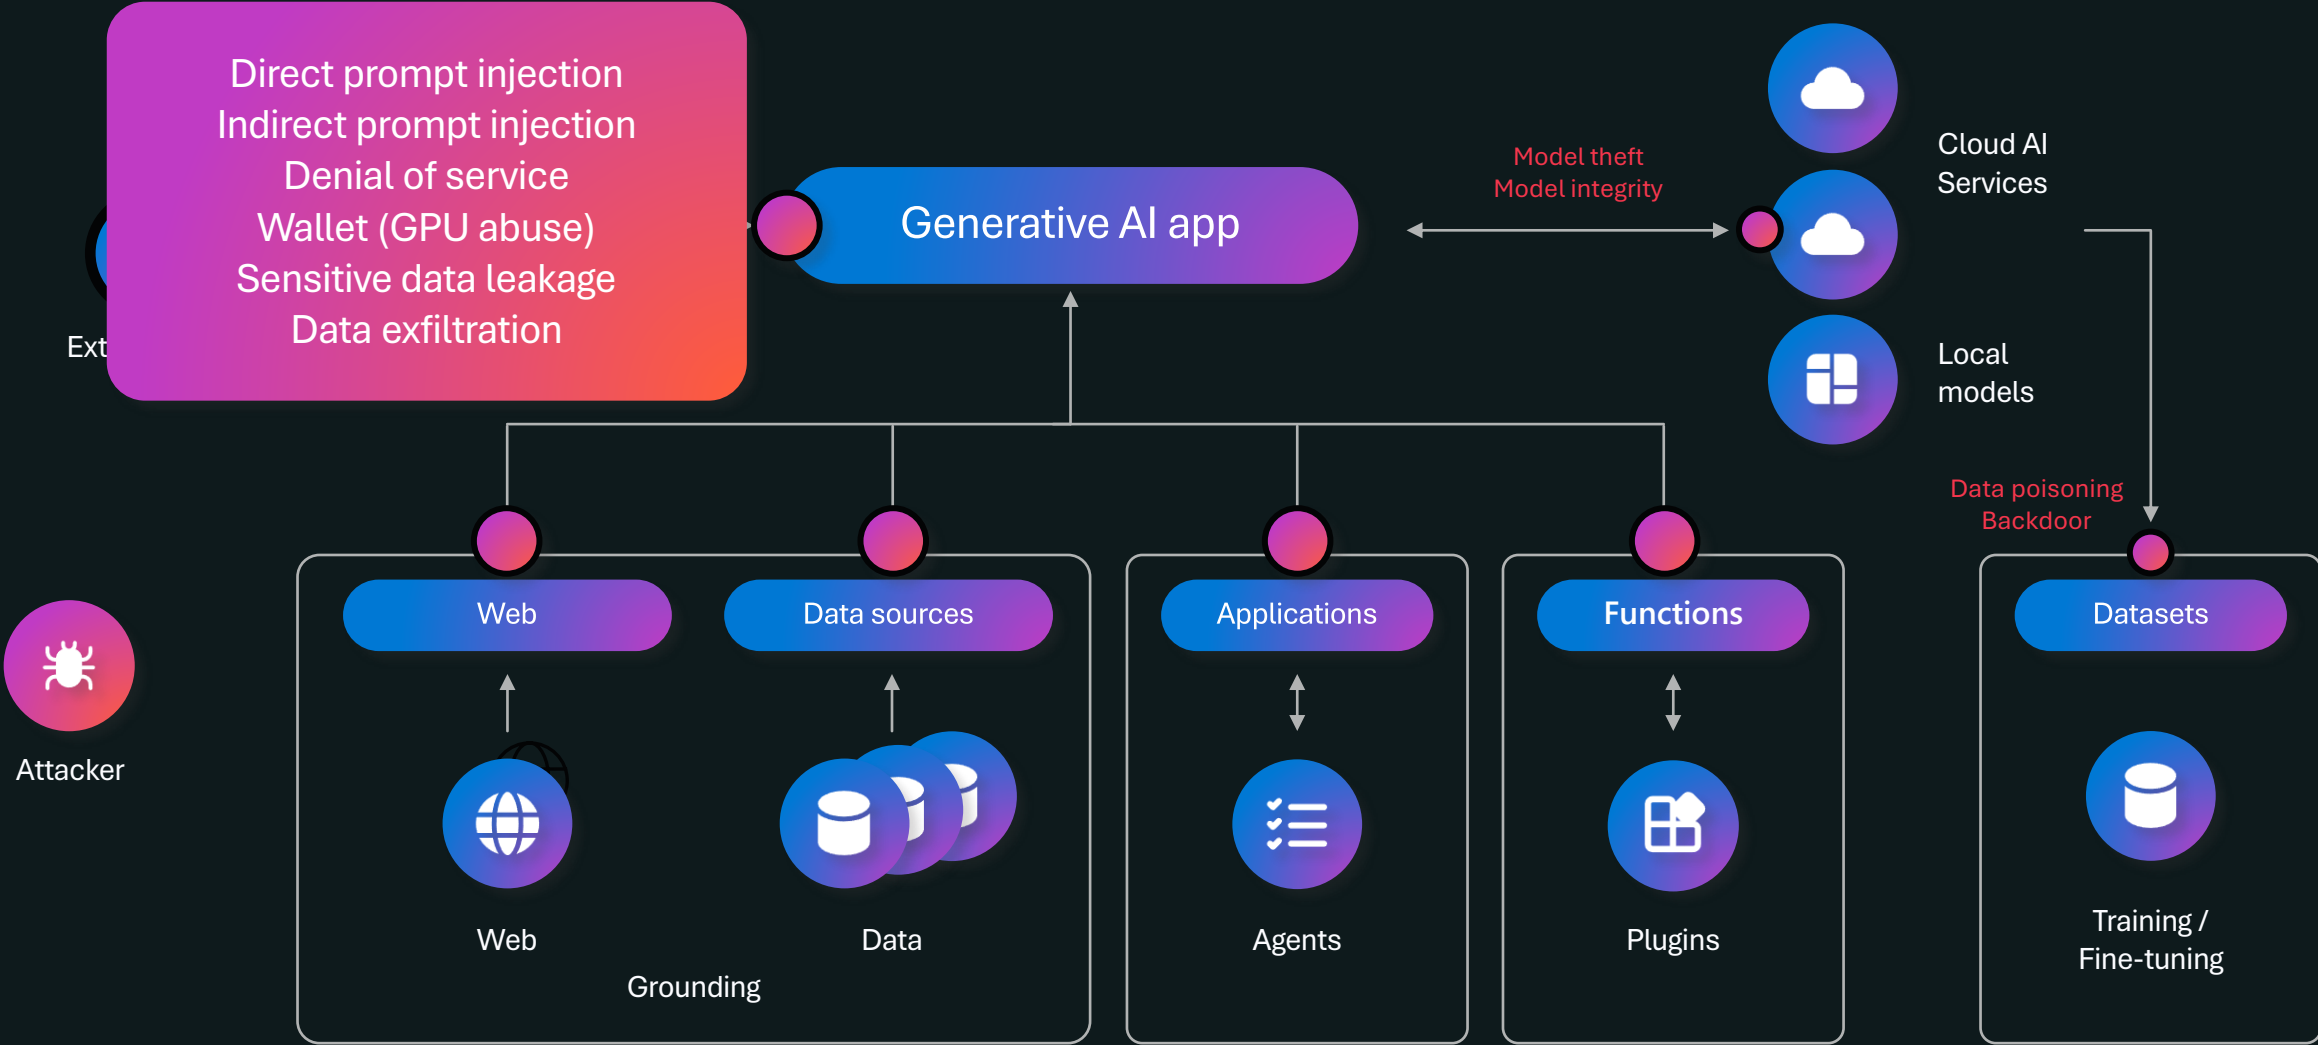 Direct prompt injection
Indirect prompt injection
Denial of service
Wallet (GPU abuse)
Sensitive data leakage
Data exfiltration
Ext
Generative AI app
Model theft
Model integrity
Cloud AI
Services
Local
models
Data poisoning
Backdoor
Attacker
Web
Data sources
Applications
Functions
Datasets
Web
Data
Grounding
Agents
Plugins
Training /
Fine-tuning